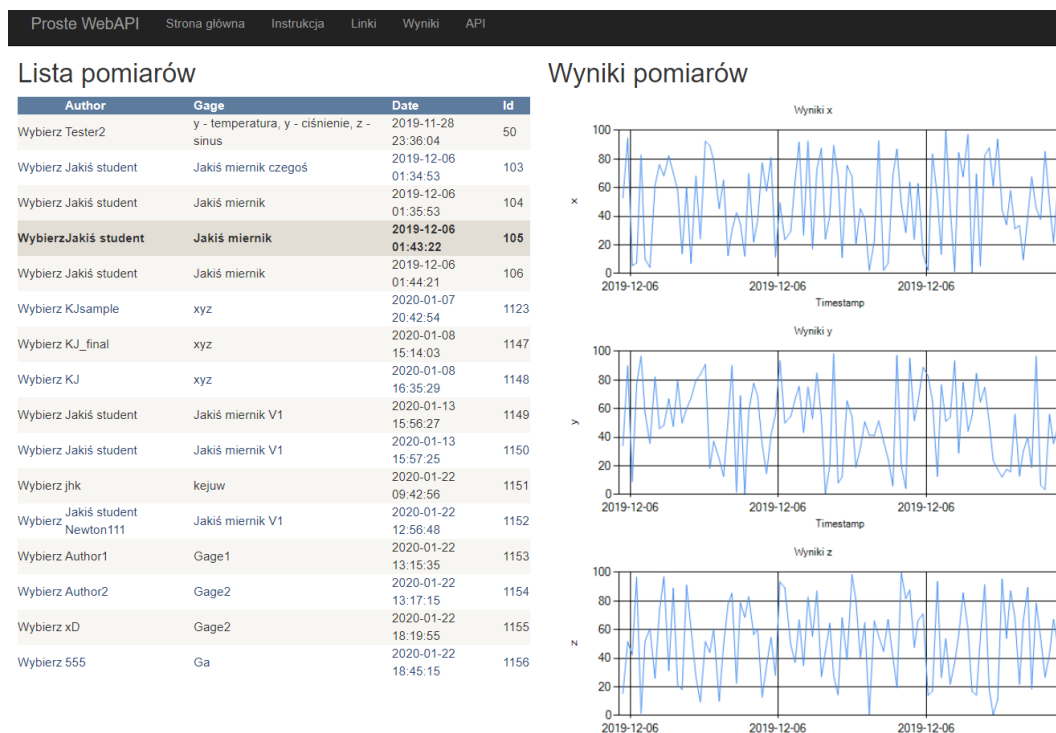 Proste WebAPI Strona główna Instrukcja Linki Wyniki API
Lista pomiarów
Author Gage Date Id
Wybierz Tester2 y - temperatura, y - ciśnienie, z - sinus 2019-11-28 23:36:04 50
Wybierz Jakiś student Jakiś miernik czegoś 2019-12-06 01:34:53 103
Wybierz Jakiś student Jakiś miernik 2019-12-06 01:35:53 104
WybierzJakiś student Jakiś miernik 2019-12-06 01:43:22 105
Wybierz Jakiś student Jakiś miernik 2019-12-06 01:44:21 106
Wybierz KJsample xyz 2020-01-07 20:42:54 1123
Wybierz KJ_final xyz 2020-01-08 15:14:03 1147
Wybierz KJ xyz 2020-01-08 16:35:29 1148
Wybierz Jakiś student Jakiś miernik V1 2020-01-13 15:56:27 1149
Wybierz Jakiś student Jakiś miernik V1 2020-01-13 15:57:25 1150
Wybierz jhk kejuw 2020-01-22 09:42:56 1151
Wybierz Jakiś student Newton111 Jakiś miernik V1 2020-01-22 12:56:48 1152
Wybierz Author1 Gage1 2020-01-22 13:15:35 1153
Wybierz Author2 Gage2 2020-01-22 13:17:15 1154
Wybierz xD Gage2 2020-01-22 18:19:55 1155
Wybierz 555 Ga 2020-01-22 18:45:15 1156
Wyniki pomiarów
Wyniki x
100
80
60
x
40
20
0
2019-12-06 2019-12-06 2019-12-06
Timestamp
Wyniki y
100
80
60
y
40
20
0
2019-12-06 2019-12-06 2019-12-06
Timestamp
Wyniki z
100
80
60
z
40
20
0
2019-12-06 2019-12-06 2019-12-06